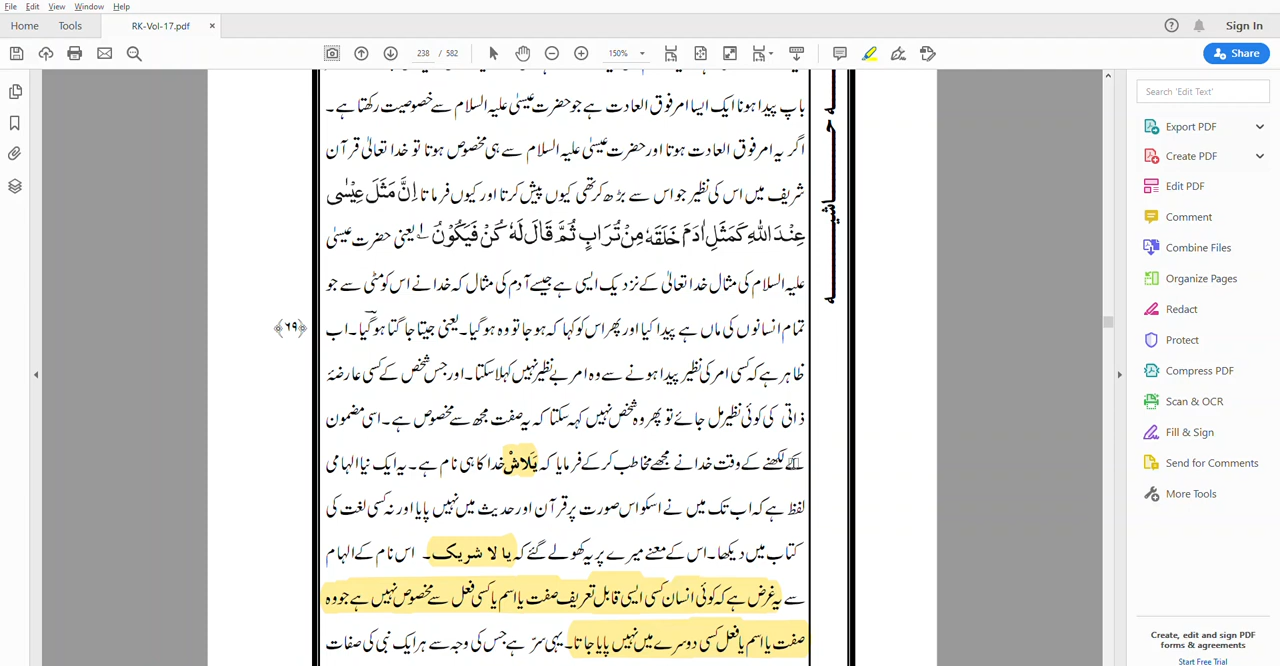 File Edit View Window Help
Home Tools RK-Vol-17.pdf × Sign In
238 / 582 150% Share
باپ پیدا ہونا ایک ایسا امر فوق العادت ہے جو حضرت عیسیٰ علیہ السلام سے خصوصیت رکھتا ہے۔
اگر یہ امر فوق العادت ہوتا اور حضرت عیسیٰ علیہ السلام سے ہی مخصوص ہوتا تو خدا تعالیٰ قرآن
شریف میں اس کی نظیر جو اس سے بڑھ کر تھی کیوں پیش کرتا اور کیوں فرماتا اِنَّ مَثَلَ عِیْسٰی
عِنْدَ اللّٰہِ کَمَثَلِ اٰدَمَ خَلَقَہٗ مِنْ تُرَابٍ ثُمَّ قَالَ لَہٗ کُنْ فَیَکُوْنُ ۱؎ یعنی حضرت عیسیٰ
علیہ السلام کی مثال خدا تعالیٰ کے نزدیک ایسی ہے جیسے آدم کی مثال کہ خدا نے اس کو مٹی سے جو
تمام انسانوں کی ماں ہے پیدا کیا اور پھر اس کو کہا کہ ہو جا تو وہ ہو گیا۔ یعنی جیتا جاگتا ہو گیا۔ اب
﴿۶۹﴾
ظاہر ہے کہ کسی امر کی نظیر پیدا ہونے سے وہ امر بے نظیر نہیں کہلا سکتا۔ اور جس شخص کے کسی عارضۂ
ذاتی کی کوئی نظیر مل جائے تو پھر وہ شخص نہیں کہہ سکتا کہ یہ صفت مجھ سے مخصوص ہے۔ اسی مضمون
کے لکھنے کے وقت خدا نے مجھے مخاطب کر کے فرمایا کہ یَلَاش خدا کا ہی نام ہے۔ یہ ایک نیا الہامی
لفظ ہے کہ اب تک میں نے اسکو اس صورت پر قرآن اور حدیث میں نہیں پایا اور نہ کسی لغت کی
کتاب میں دیکھا۔ اس کے معنے میرے پر یہ کھولے گئے کہ یا لا شریک۔ اس نام کے الہام
سے یہ غرض ہے کہ کوئی انسان کسی ایسی قابل تعریف صفت یا اسم یا کسی فعل سے مخصوص نہیں ہے جو وہ
صفت یا اسم یا فعل کسی دوسرے میں نہیں پایا جاتا۔ یہی سرّ ہے جس کی وجہ سے ہر ایک نبی کی صفات
Search 'Edit Text'
Export PDF
Create PDF
Edit PDF
Comment
Combine Files
Organize Pages
Redact
Protect
Compress PDF
Scan & OCR
Fill & Sign
Send for Comments
More Tools
Create, edit and sign PDF
forms & agreements
Start Free Trial